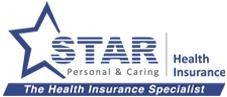 STAR
Health
Personal & Caring
Insurance
The Health Insurance Specialist